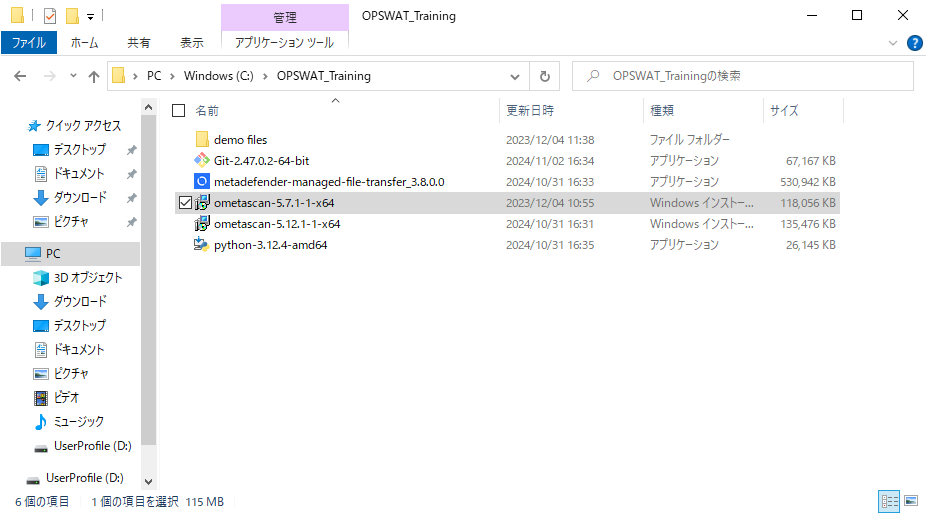 管理
OPSWAT_Training
ファイル
ホーム
共有
表示
アプリケーション ツール
PC
Windows (C:)
OPSWAT_Training
OPSWAT_Trainingの検索
クイック アクセス
デスクトップ
ドキュメント
ダウンロード
ピクチャ
PC
3D オブジェクト
ダウンロード
デスクトップ
ドキュメント
ピクチャ
ビデオ
ミュージック
UserProfile (D:)
UserProfile (D:)
名前 更新日時 種類 サイズ
demo files 2023/12/04 11:38 ファイル フォルダー
Git-2.47.0.2-64-bit 2024/11/02 16:34 アプリケーション 67,167 KB
metadefender-managed-file-transfer_3.8.0.0 2024/10/31 16:33 アプリケーション 530,942 KB
ometascan-5.7.1-1-x64 2023/12/04 10:55 Windows インストー... 118,056 KB
ometascan-5.12.1-1-x64 2024/10/31 16:31 Windows インストー... 135,476 KB
python-3.12.4-amd64 2024/10/31 16:35 アプリケーション 26,145 KB
6 個の項目 1 個の項目を選択 115 MB